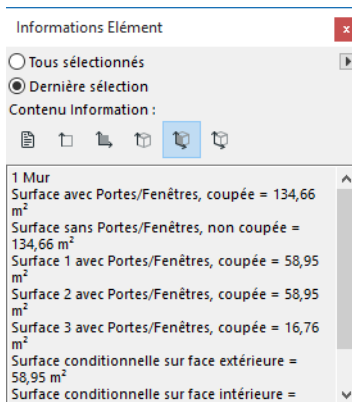 Informations Elément
x
Tous sélectionnés
Dernière sélection
Contenu Information :
1 Mur
Surface avec Portes/Fenêtres, coupée = 134,66
m²
Surface sans Portes/Fenêtres, non coupée =
134,66 m²
Surface 1 avec Portes/Fenêtres, coupée = 58,95
m²
Surface 2 avec Portes/Fenêtres, coupée = 58,95
m²
Surface 3 avec Portes/Fenêtres, coupée = 16,76
m²
Surface conditionnelle sur face extérieure =
58,95 m²
Surface conditionnelle sur face intérieure =